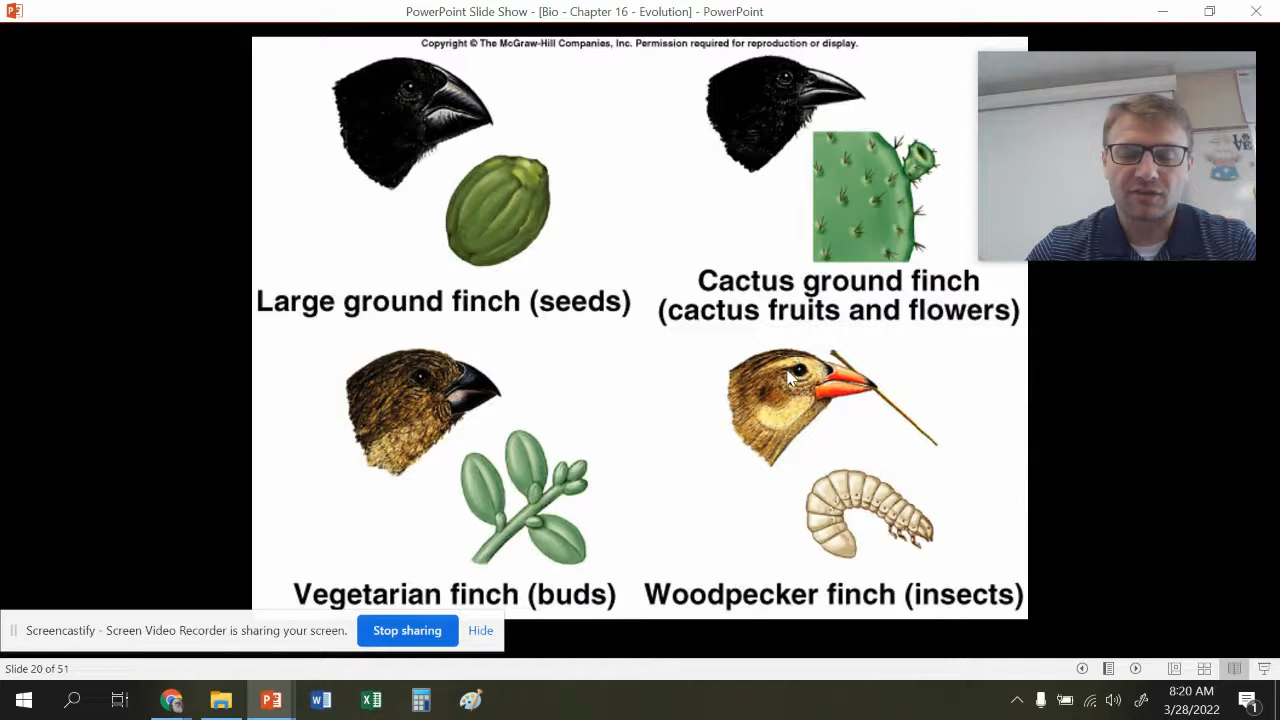 PowerPoint Slide Show - [Bio - Chapter 16 - Evolution] - PowerPoint
Copyright © The McGraw-Hill Companies, Inc. Permission required for reproduction or display.
Large ground finch (seeds)
Cactus ground finch
(cactus fruits and flowers)
Vegetarian finch (buds)
Woodpecker finch (insects)
Screencastify - Screen Video Recorder is sharing your screen.
Stop sharing
Hide
Slide 20 of 51
8:20 AM
3/28/2022
1